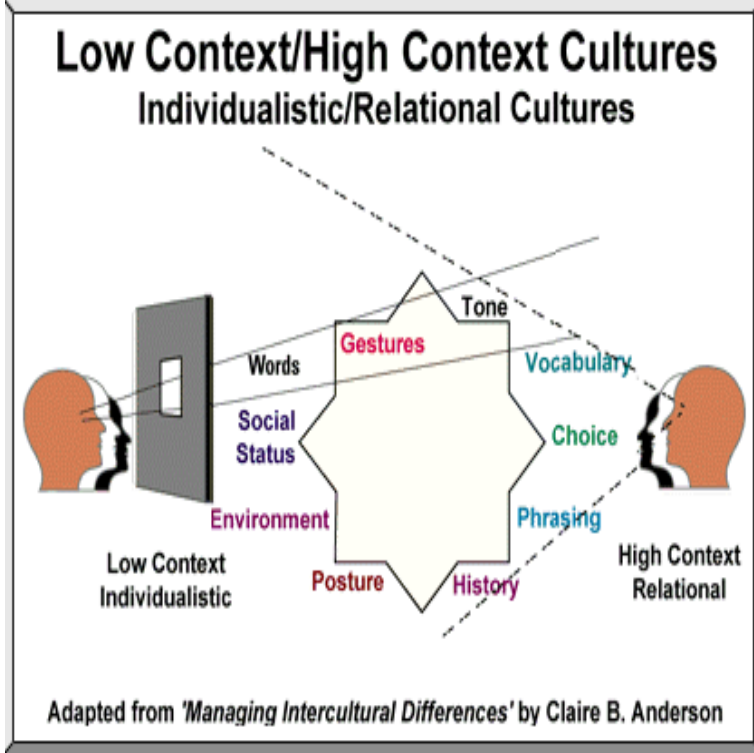 Low Context/High Context Cultures
Individualistic/Relational Cultures
Tone
Gestures
Words
Vocabulary
Social
Status
Choice
Environment
Phrasing
Posture
History
Low Context
Individualistic
High Context
Relational
Adapted from 'Managing Intercultural Differences' by Claire B. Anderson